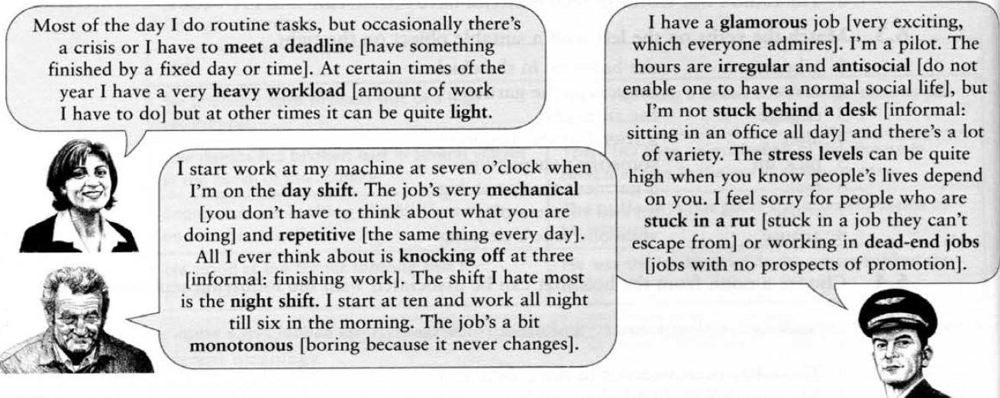 Most of the day I do routine tasks, but occasionally there's
a crisis or I have to meet a deadline [have something
finished by a fixed day or time]. At certain times of the
year I have a very heavy workload [amount of work
I have to do] but at other times it can be quite light.
I start work at my machine at seven o'clock when
I'm on the day shift. The job's very mechanical
[you don't have to think about what you are
doing] and repetitive [the same thing every day].
All I ever think about is knocking off at three
[informal: finishing work]. The shift I hate most
is the night shift. I start at ten and work all night
till six in the morning. The job's a bit
monotonous [boring because it never changes].
I have a glamorous job [very exciting,
which everyone admires]. I'm a pilot. The
hours are irregular and antisocial [do not
enable one to have a normal social life], but
I'm not stuck behind a desk [informal:
sitting in an office all day] and there's a lot
of variety. The stress levels can be quite
high when you know people's lives depend
on you. I feel sorry for people who are
stuck in a rut [stuck in a job they can't
escape from] or working in dead-end jobs
[jobs with no prospects of promotion].